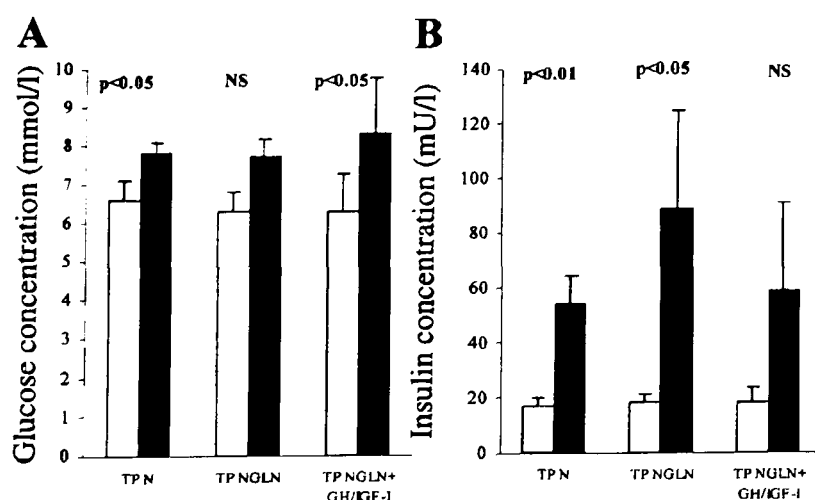 A
Glucose concentration (mmol/l)
10
9
8
7
6
5
4
3
2
1
0
p<0.05
NS
p<0.05
TPN
TPNGLN
TPNGLN+
GH/IGF-I
B
Insulin concentration (mU/l)
140
120
100
80
60
40
20
0
p<0.01
p<0.05
NS
TPN
TPNGLN
TPNGLN+
GH/IGF-I